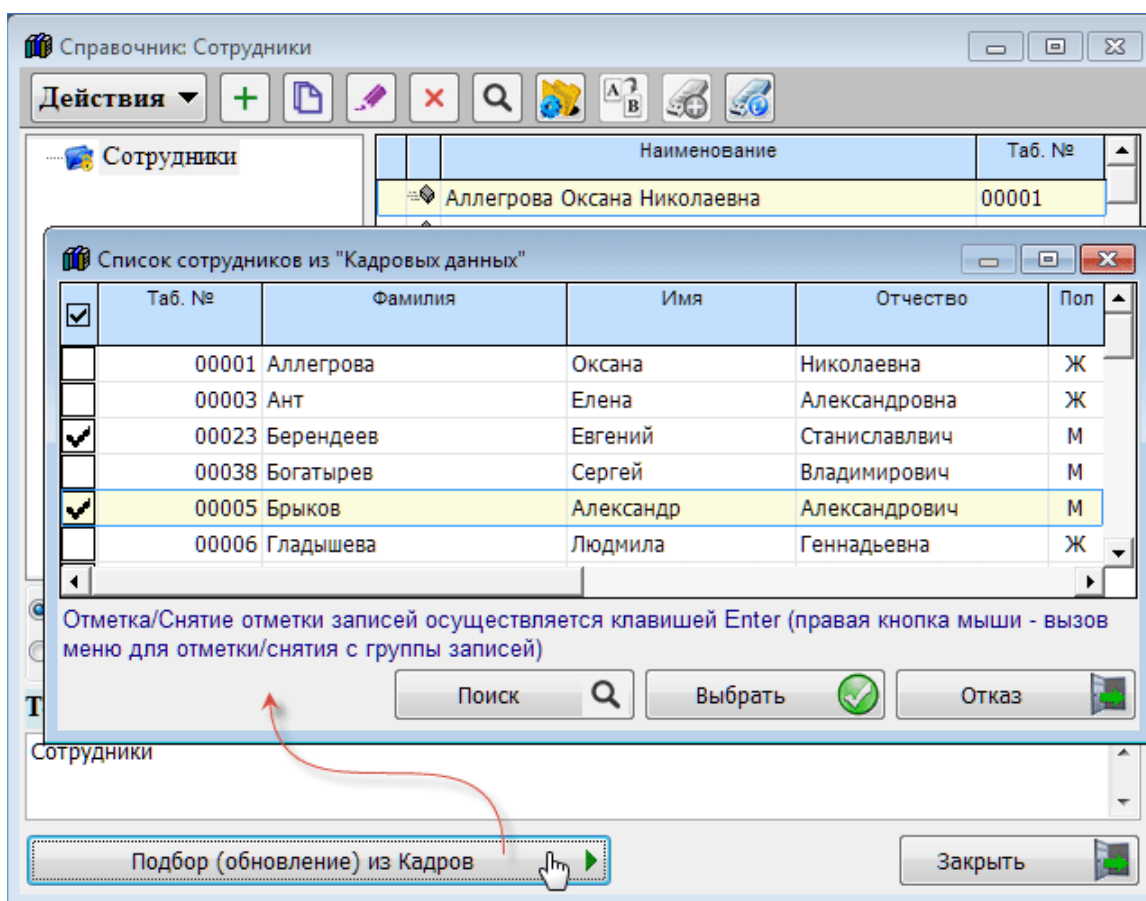 Справочник: Сотрудники
Действия
Сотрудники
Наименование Таб. №
Аллегрова Оксана Николаевна 00001
Список сотрудников из "Кадровых данных"
Таб. № Фамилия Имя Отчество Пол
00001 Аллегрова Оксана Николаевна Ж
00003 Ант Елена Александровна Ж
00023 Берендеев Евгений Станиславлвич М
00038 Богатырев Сергей Владимирович М
00005 Брыков Александр Александрович М
00006 Гладышева Людмила Геннадьевна Ж
Отметка/Снятие отметки записей осуществляется клавишей Enter (правая кнопка мыши - вызов
меню для отметки/снятия с группы записей)
Поиск Выбрать Отказ
Сотрудники
Подбор (обновление) из Кадров Закрыть